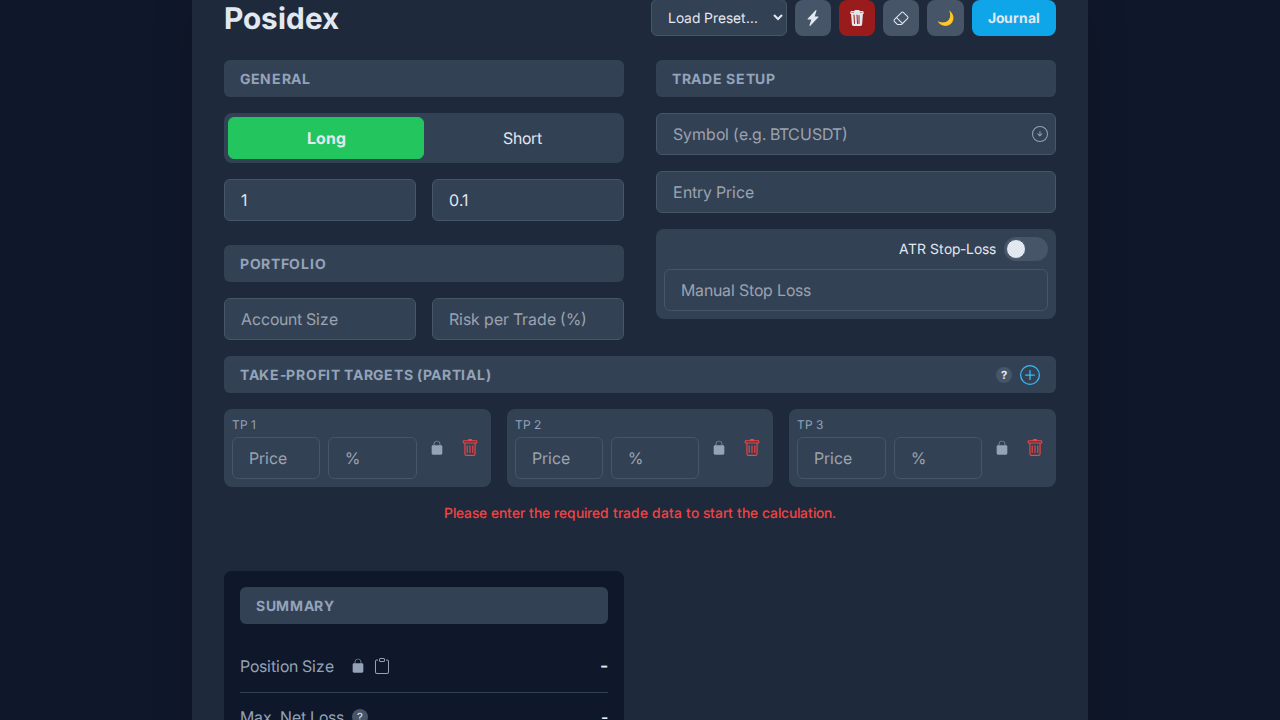 Posidex
Load Preset...
Journal
GENERAL
Long
Short
1
0.1
PORTFOLIO
Account Size
Risk per Trade (%)
TRADE SETUP
Symbol (e.g. BTCUSDT)
Entry Price
ATR Stop-Loss
Manual Stop Loss
TAKE-PROFIT TARGETS (PARTIAL)
?
TP 1
Price
%
TP 2
Price
%
TP 3
Price
%
Please enter the required trade data to start the calculation.
SUMMARY
Position Size
-
Max. Net Loss
?
-